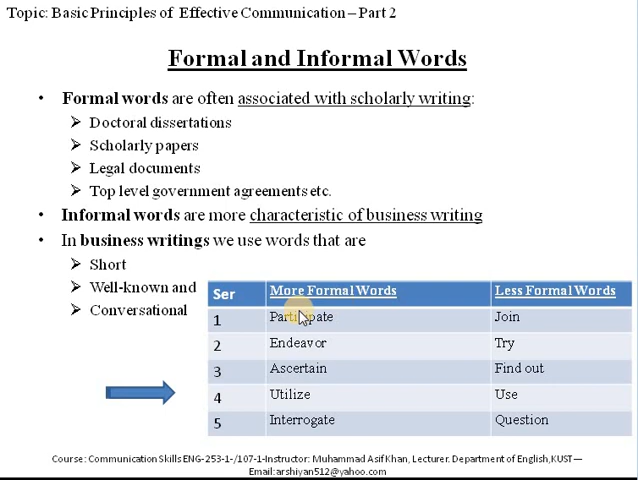 Topic: Basic Principles of Effective Communication – Part 2
Formal and Informal Words
• Formal words are often associated with scholarly writing:
➢ Doctoral dissertations
➢ Scholarly papers
➢ Legal documents
➢ Top level government agreements etc.
• Informal words are more characteristic of business writing
• In business writings we use words that are
➢ Short
➢ Well-known and
➢ Conversational
Ser More Formal Words Less Formal Words
1 Participate Join
2 Endeavor Try
3 Ascertain Find out
4 Utilize Use
5 Interrogate Question
Course: Communication Skills ENG-253-1-/107-1-Instructor: Muhammad Asif Khan, Lecturer. Department of English,KUST—
Email:arshiyan512@yahoo.com